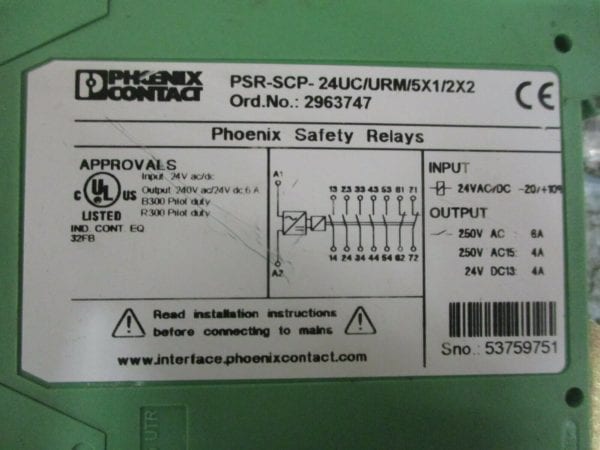 PHOENIX CONTACT
PSR-SCP- 24UC/URM/5X1/2X2
Ord.No.: 2963747
CE
Phoenix Safety Relays
APPROVALS
C UL US
LISTED
IND. CONT. EQ
32FB
Input: 24V ac/dc
Output: 240V ac/24V dc:6 A
B300 Pilot duty
R300 Pilot duty
A1
13 23 33 43 53 61 71
14 24 34 44 54 62 72
A2
INPUT
24VAC/DC -20/+10%
OUTPUT
250V AC : 6A
250V AC15: 4A
24V DC13: 4A
Read installation instructions
before connecting to mains
www.interface.phoenixcontact.com
Sno.: 53759751
UTR